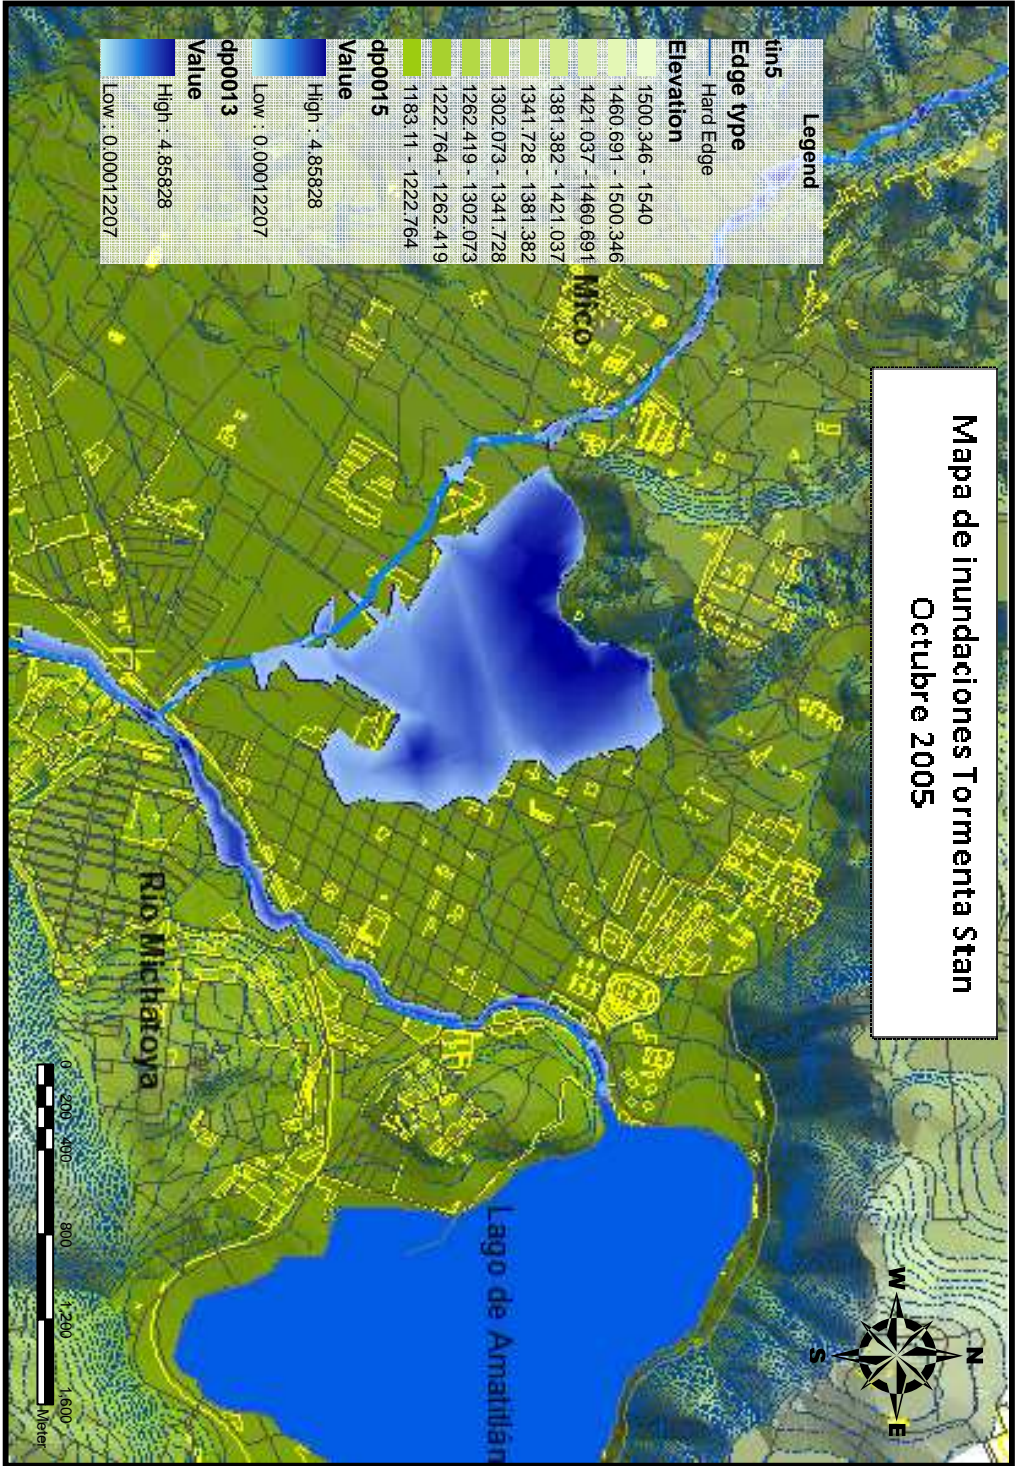 Mapa de inundaciones Tormenta Stan
Octubre 2005
N
W
E
S
Legend
tin5
Edge type
Hard Edge
Elevation
1500.346 - 1540
1460.691 - 1500.346
1421.037 - 1460.691
1381.382 - 1421.037
1341.728 - 1381.382
1302.073 - 1341.728
1262.419 - 1302.073
1222.764 - 1262.419
1183.11 - 1222.764
dp0015
Value
High : 4.85828
Low : 0.00012207
dp0013
Value
High : 4.85828
Low : 0.00012207
Mico
Lago de Amatitlán
Rio Michatoya
0 200 400 800 1,200 1,600
Meter